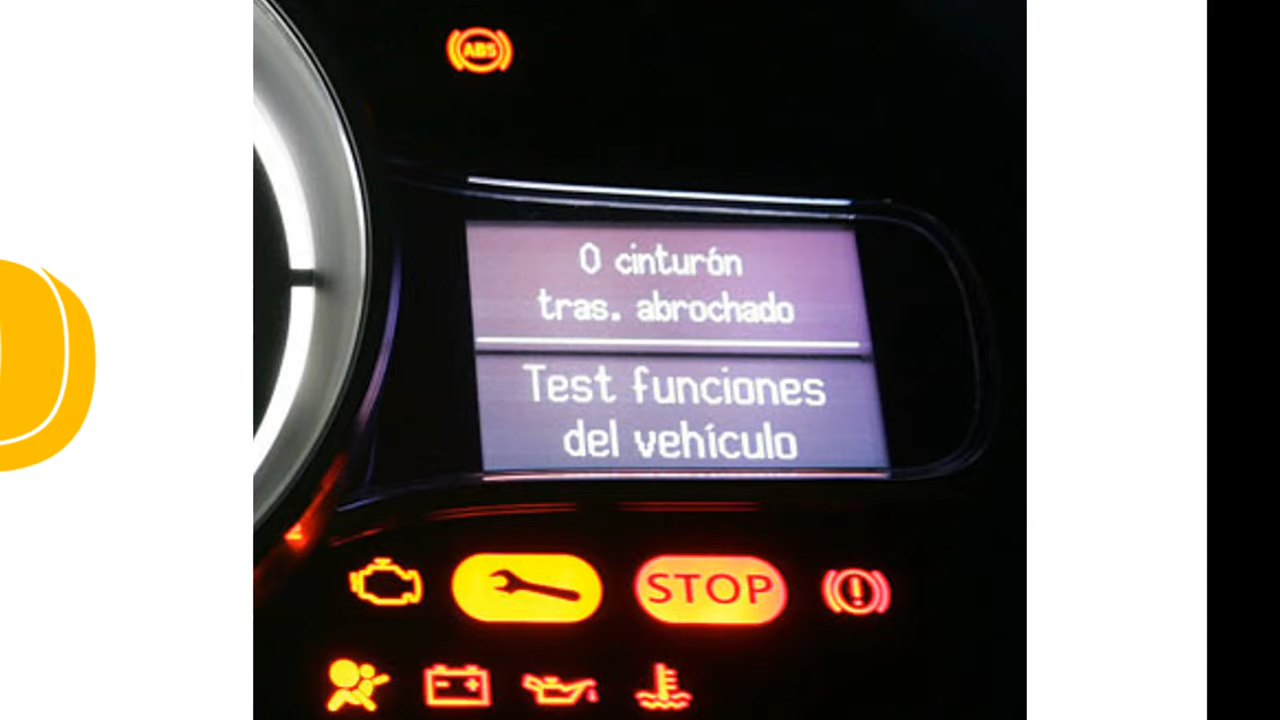 ABS
0 cinturón
tras. abrochado
Test funciones
del vehículo
STOP